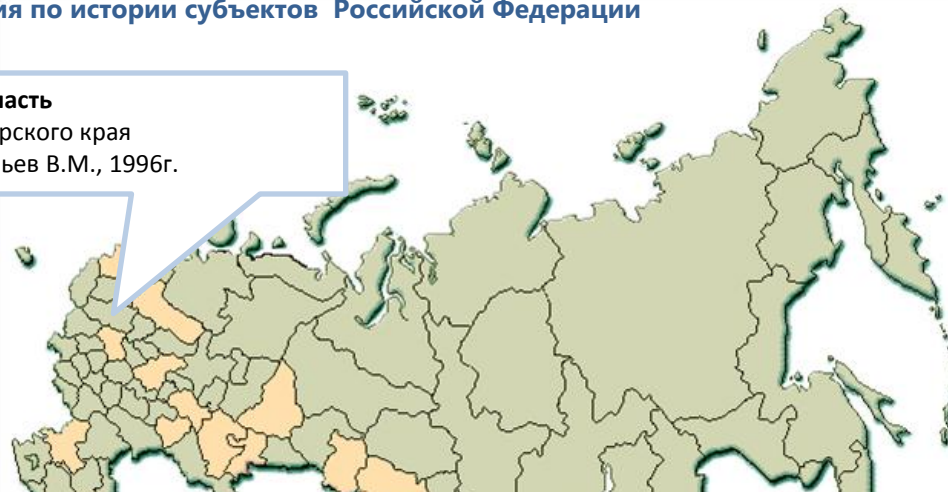 ия по истории субъектов Российской Федерации
ласть
рского края
ьев В.М., 1996г.